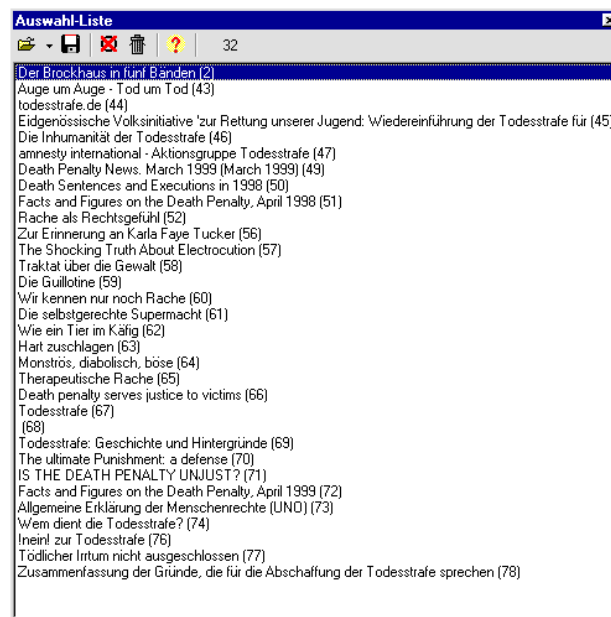 Auswahl-Liste
? 32
Der Brockhaus in fünf Bänden (2)
Auge um Auge - Tod um Tod (43)
todesstrafe.de (44)
Eidgenössische Volksinitiative 'zur Rettung unserer Jugend: Wiedereinführung der Todesstrafe für (45)
Die Inhumanität der Todesstrafe (46)
amnesty international - Aktionsgruppe Todesstrafe (47)
Death Penalty News. March 1999 (March 1999) (49)
Death Sentences and Executions in 1998 (50)
Facts and Figures on the Death Penalty, April 1998 (51)
Rache als Rechtsgefühl (52)
Zur Erinnerung an Karla Faye Tucker (56)
The Shocking Truth About Electrocution (57)
Traktat über die Gewalt (58)
Die Guillotine (59)
Wir kennen nur noch Rache (60)
Die selbstgerechte Supermacht (61)
Wie ein Tier im Käfig (62)
Hart zuschlagen (63)
Monströs, diabolisch, böse (64)
Therapeutische Rache (65)
Death penalty serves justice to victims (66)
Todesstrafe (67)
(68)
Todesstrafe: Geschichte und Hintergründe (69)
The ultimate Punishment: a defense (70)
IS THE DEATH PENALTY UNJUST? (71)
Facts and Figures on the Death Penalty, April 1999 (72)
Allgemeine Erklärung der Menschenrechte (UNO) (73)
Wem dient die Todesstrafe? (74)
!nein! zur Todesstrafe (76)
Tödlicher Irrtum nicht ausgeschlossen (77)
Zusammenfassung der Gründe, die für die Abschaffung der Todesstrafe sprechen (78)